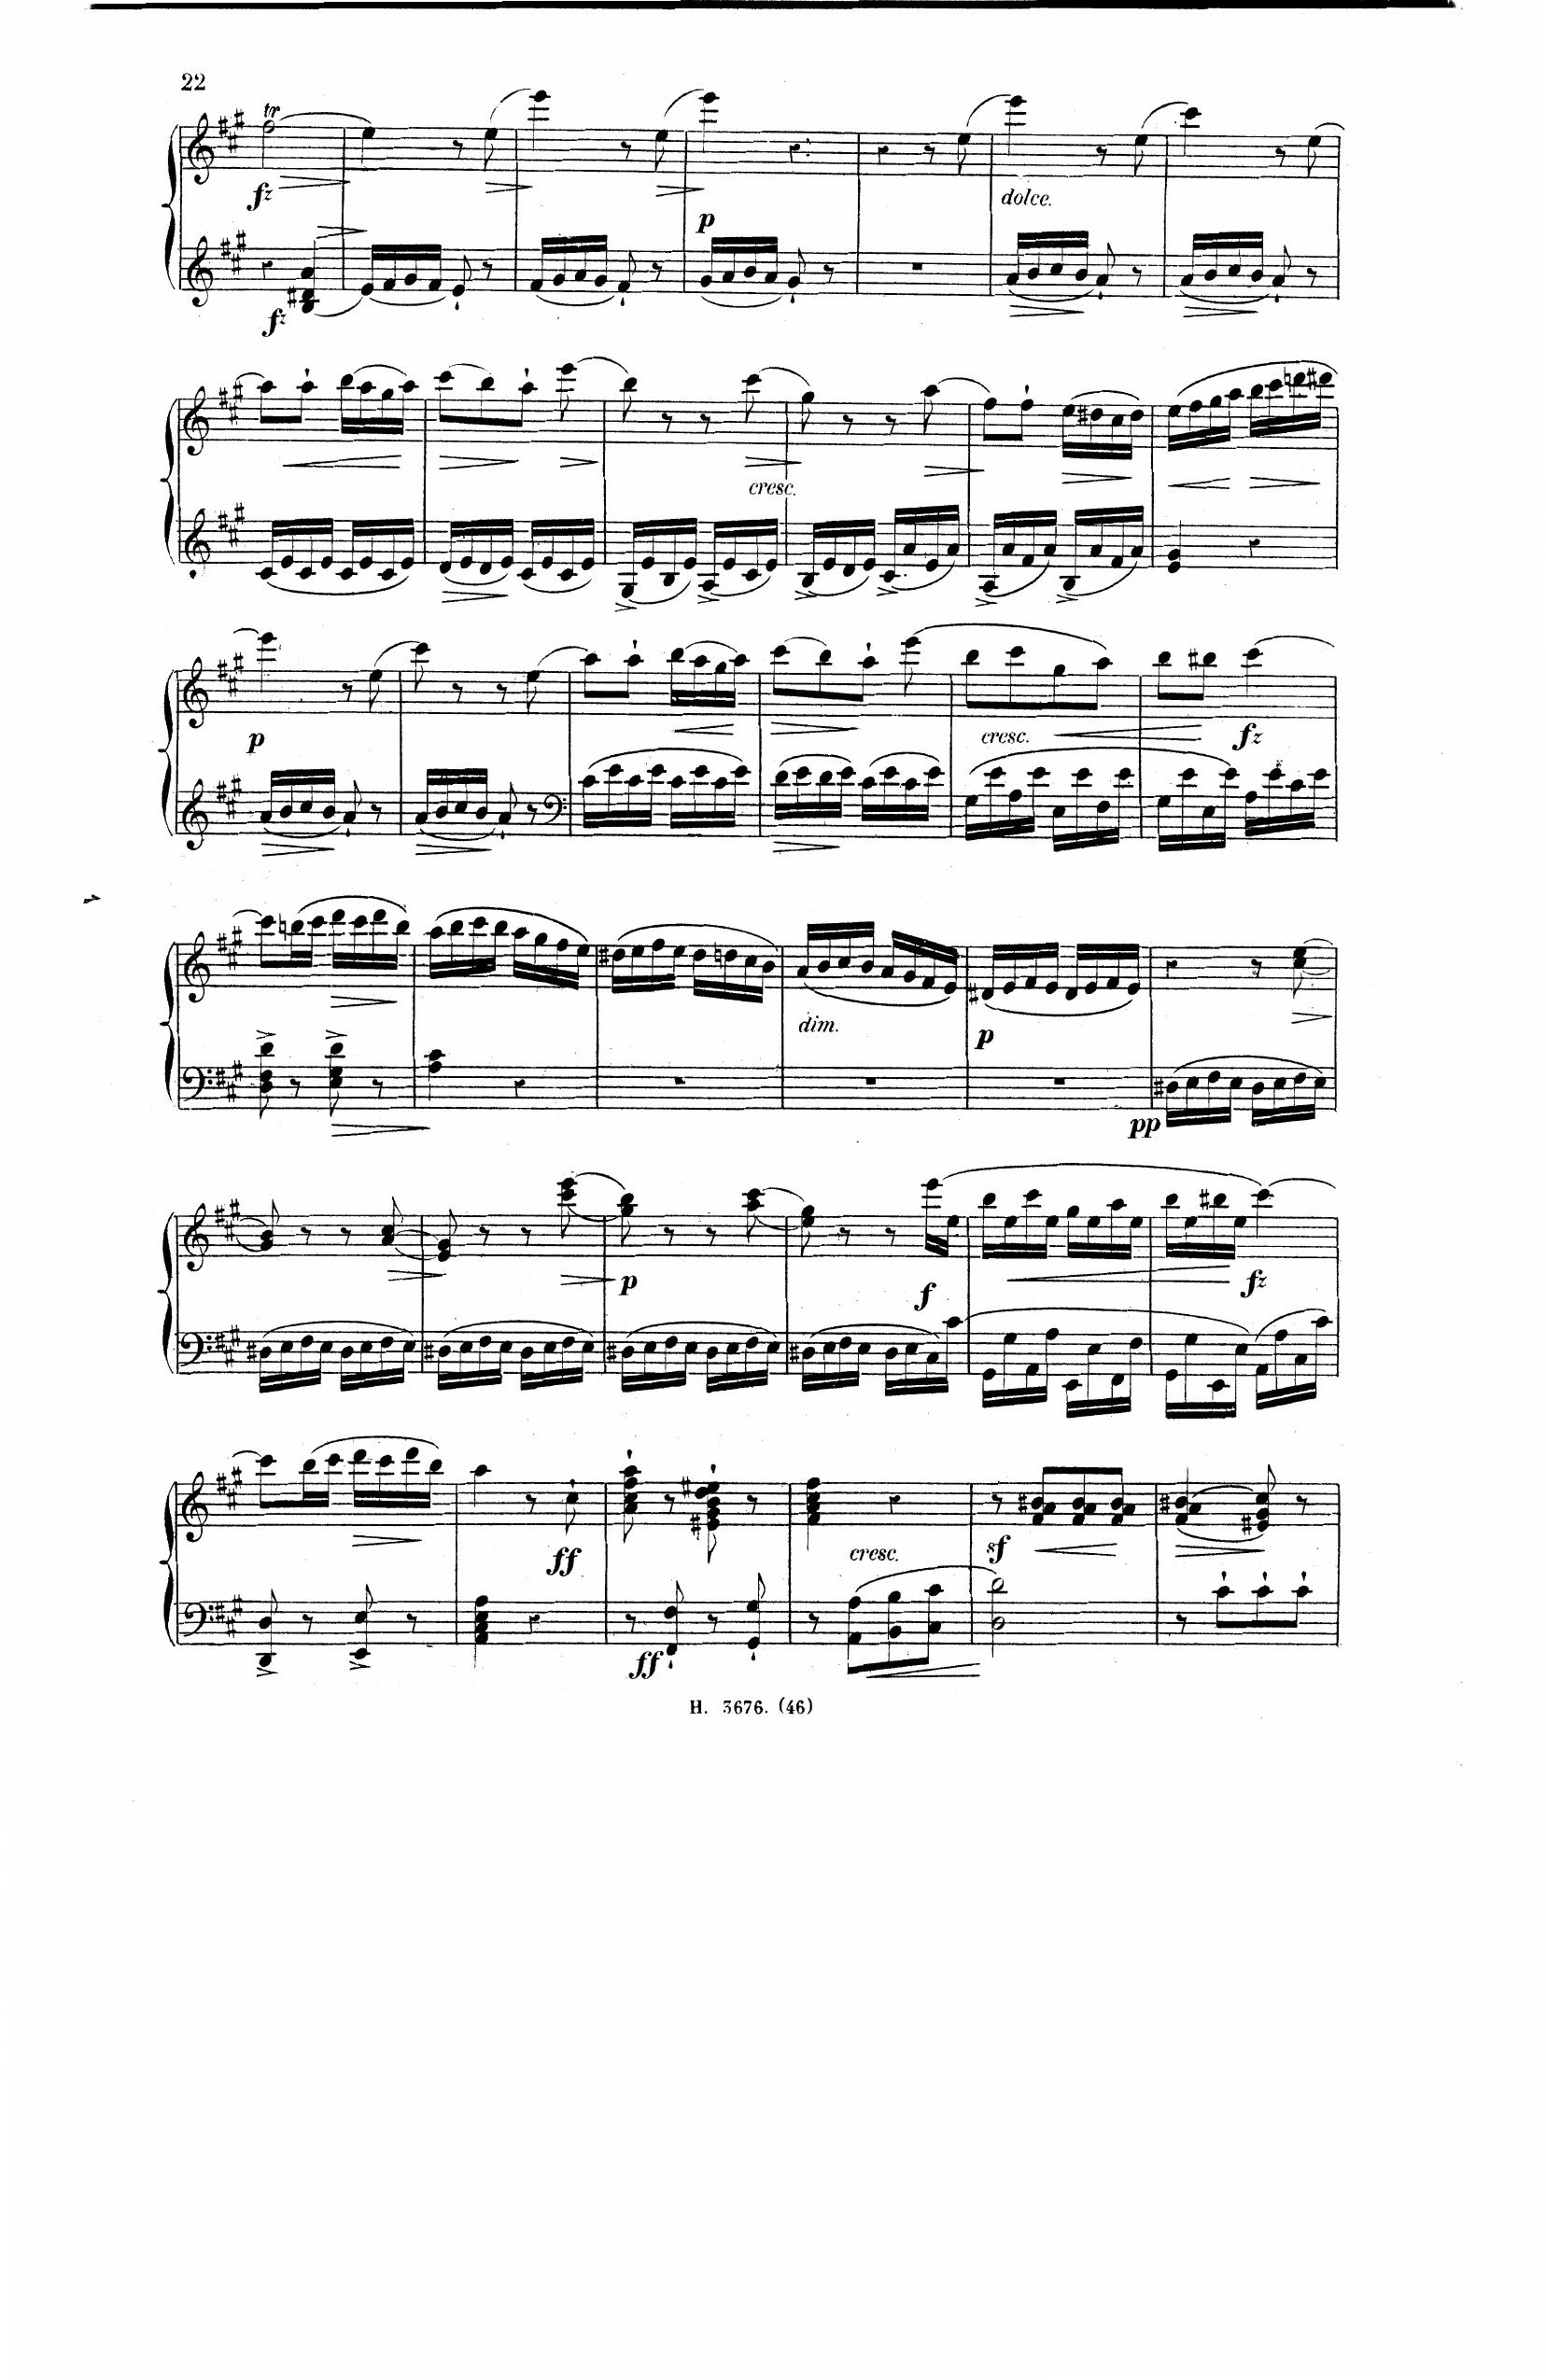 22
tr
fz
p
dolce.
fz
cresc.
p
cresc.
fz
dim.
p
pp
p
f
fz
ff
cresc.
sf
ff
H. 3676. (46)